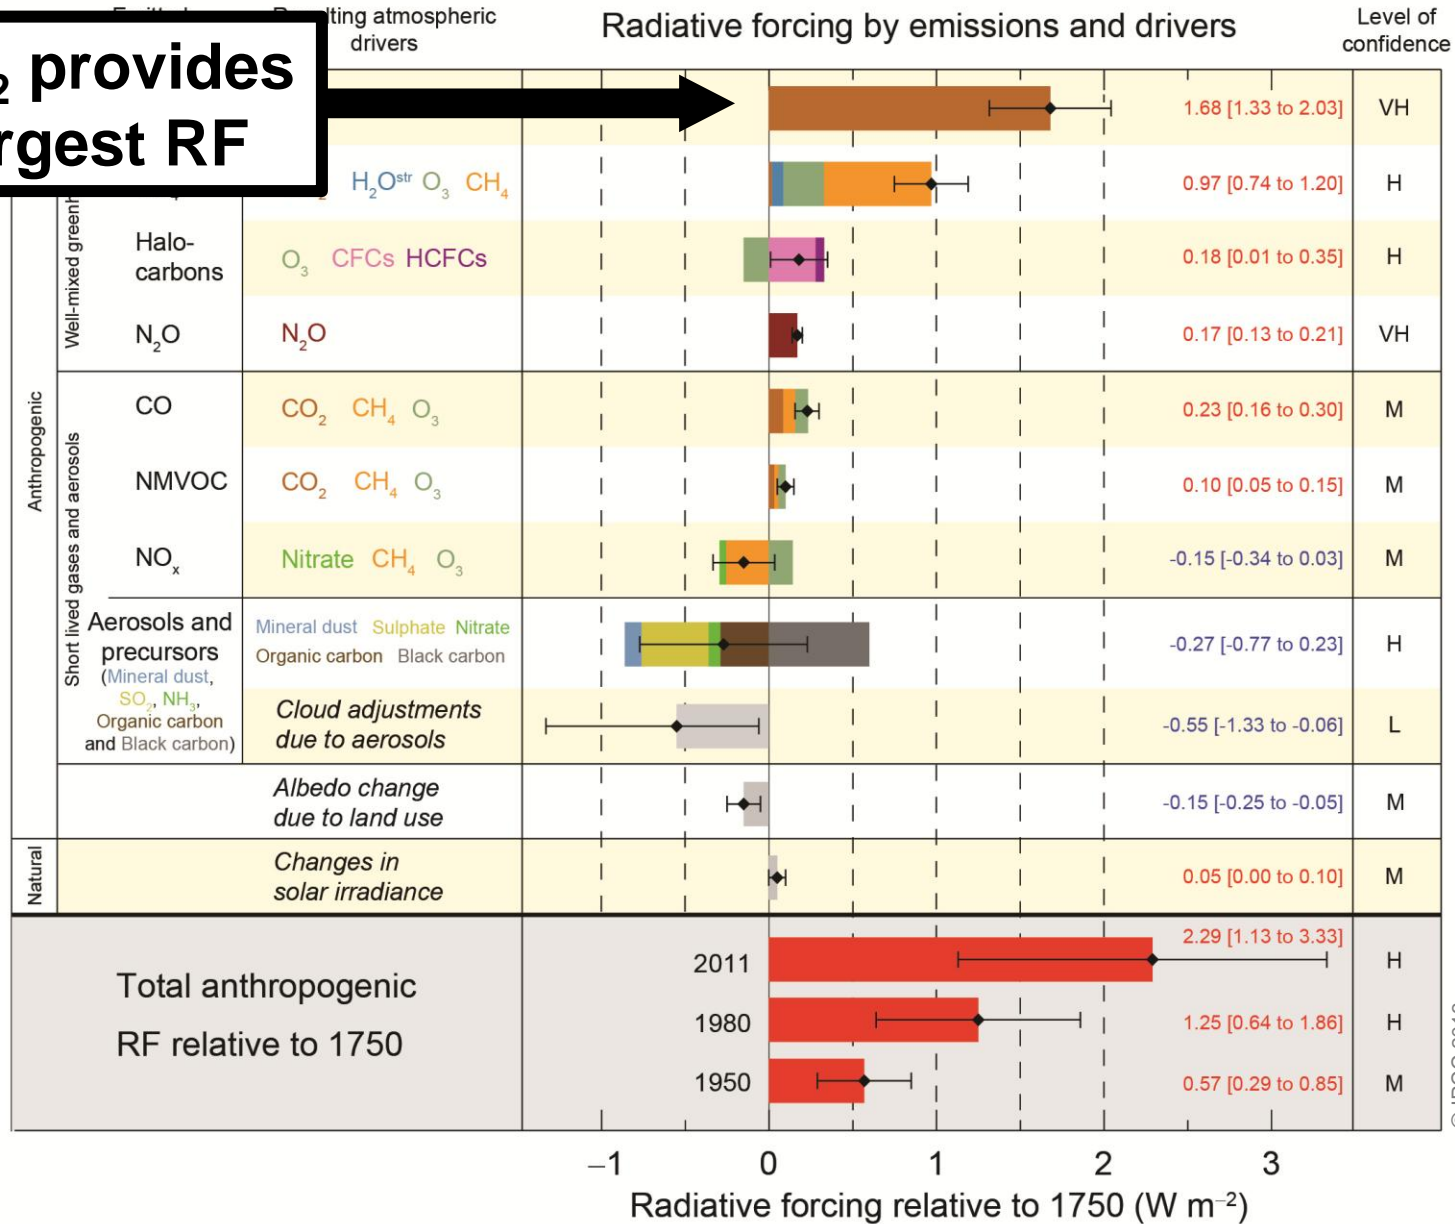 Resulting atmospheric
drivers
Radiative forcing by emissions and drivers
Level of
confidence
provides
RF
1.68 [1.33 to 2.03] VH
H₂Oˢᵗʳ O₃ CH₄ 0.97 [0.74 to 1.20] H
Halo-
carbons
O₃ CFCs HCFCs 0.18 [0.01 to 0.35] H
N₂O N₂O 0.17 [0.13 to 0.21] VH
Anthropogenic
Well-mixed
CO CO₂ CH₄ O₃ 0.23 [0.16 to 0.30] M
NMVOC CO₂ CH₄ O₃ 0.10 [0.05 to 0.15] M
NOₓ Nitrate CH₄ O₃ -0.15 [-0.34 to 0.03] M
Short lived gases and aerosols
Aerosols and
precursors
(Mineral dust,
SO₂, NH₃,
Organic carbon
and Black carbon)
Mineral dust Sulphate Nitrate
Organic carbon Black carbon
-0.27 [-0.77 to 0.23] H
Cloud adjustments
due to aerosols
-0.55 [-1.33 to -0.06] L
Albedo change
due to land use
-0.15 [-0.25 to -0.05] M
Natural
Changes in
solar irradiance
0.05 [0.00 to 0.10] M
Total anthropogenic
RF relative to 1750
2011 2.29 [1.13 to 3.33] H
1980 1.25 [0.64 to 1.86] H
1950 0.57 [0.29 to 0.85] M
−1 0 1 2 3
Radiative forcing relative to 1750 (W m⁻²)